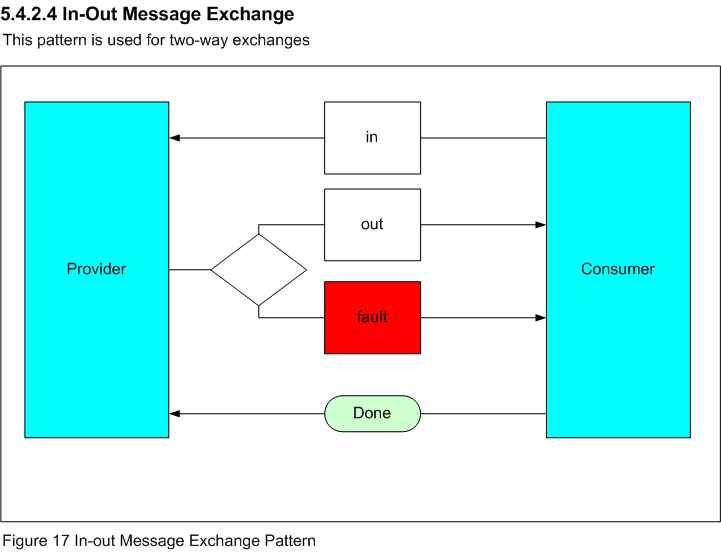 5.4.2.4 In-Out Message Exchange
This pattern is used for two-way exchanges
in
out
Provider
Consumer
fault
Done
Figure 17 In-out Message Exchange Pattern